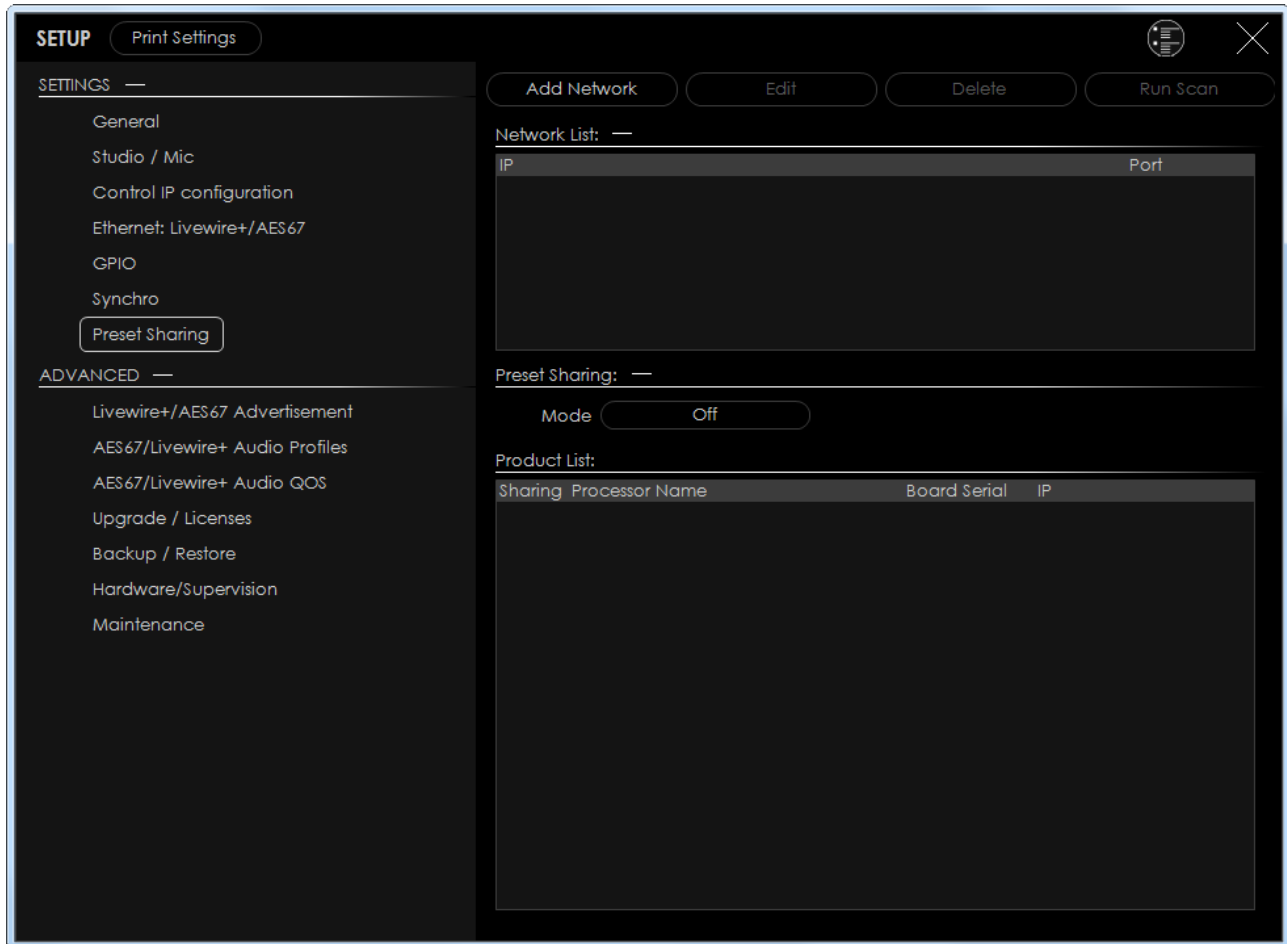 SETUP Print Settings
SETTINGS
General
Studio / Mic
Control IP configuration
Ethernet: Livewire+/AES67
GPIO
Synchro
Preset Sharing
ADVANCED
Livewire+/AES67 Advertisement
AES67/Livewire+ Audio Profiles
AES67/Livewire+ Audio QOS
Upgrade / Licenses
Backup / Restore
Hardware/Supervision
Maintenance
Add Network Edit Delete Run Scan
Network List:
IP Port
Preset Sharing:
Mode Off
Product List:
Sharing Processor Name Board Serial IP